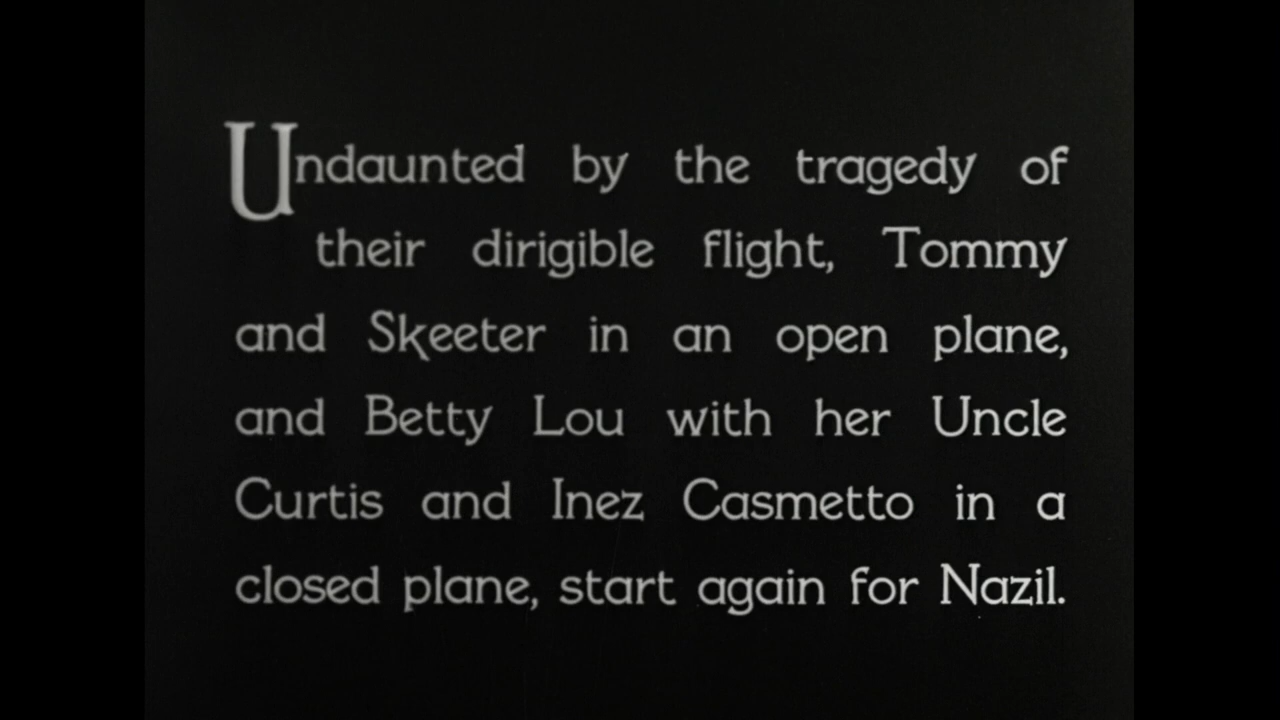 Undaunted by the tragedy of
their dirigible flight, Tommy
and Skeeter in an open plane,
and Betty Lou with her Uncle
Curtis and Inez Casmetto in a
closed plane, start again for Nazil.